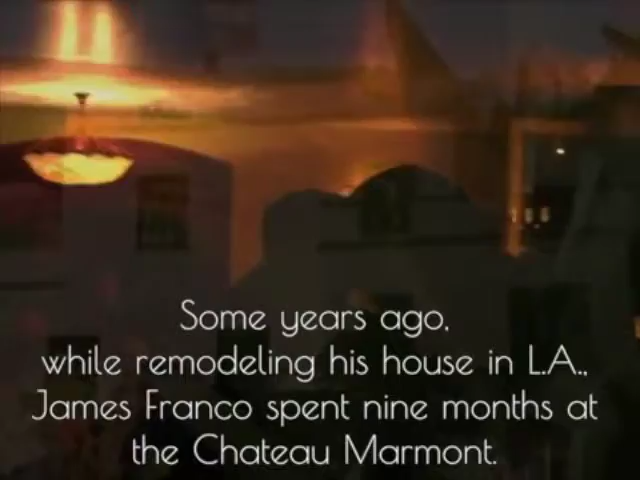 Some years ago,
while remodeling his house in L.A.,
James Franco spent nine months at
the Chateau Marmont.